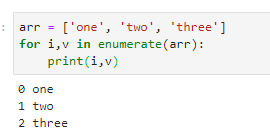 : arr = ['one', 'two', 'three']
for i,v in enumerate(arr):
    print(i,v)
0 one
1 two
2 three